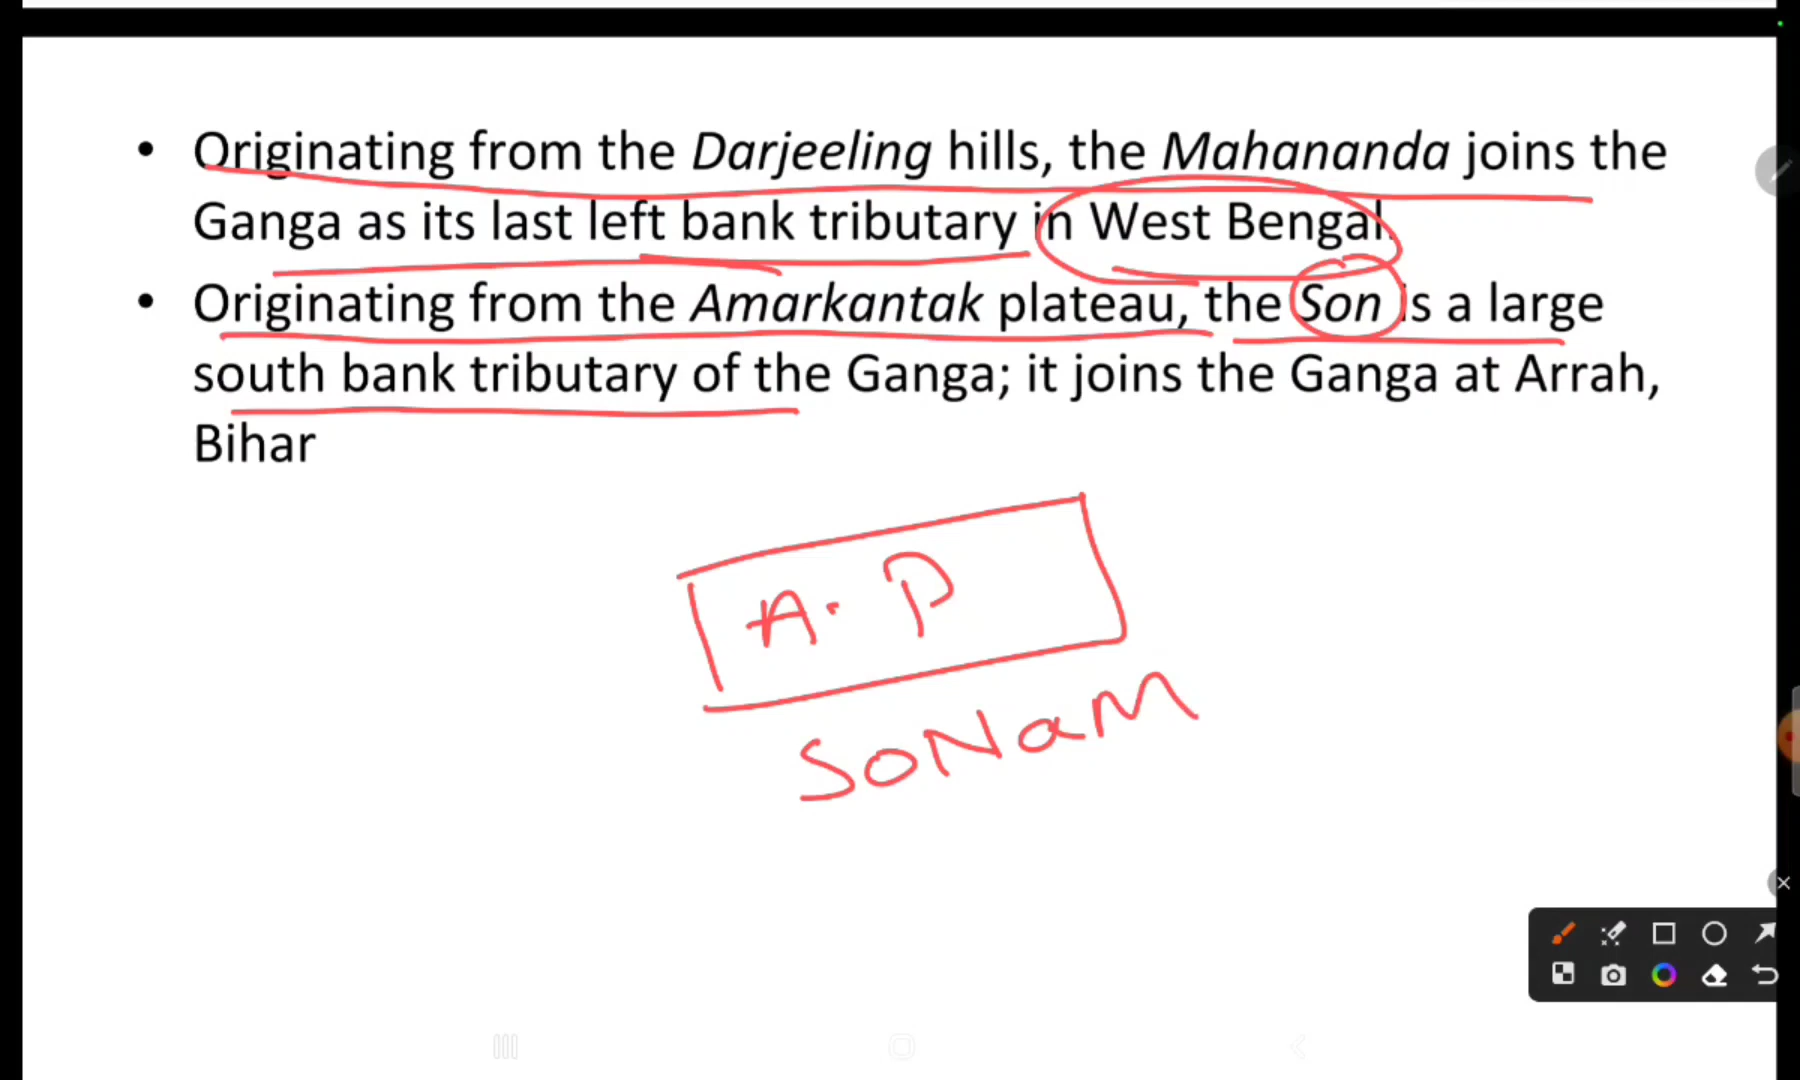 • Originating from the Darjeeling hills, the Mahananda joins the
Ganga as its last left bank tributary in West Bengal.
• Originating from the Amarkantak plateau, the Son is a large
south bank tributary of the Ganga; it joins the Ganga at Arrah,
Bihar
A. P
SoNaM